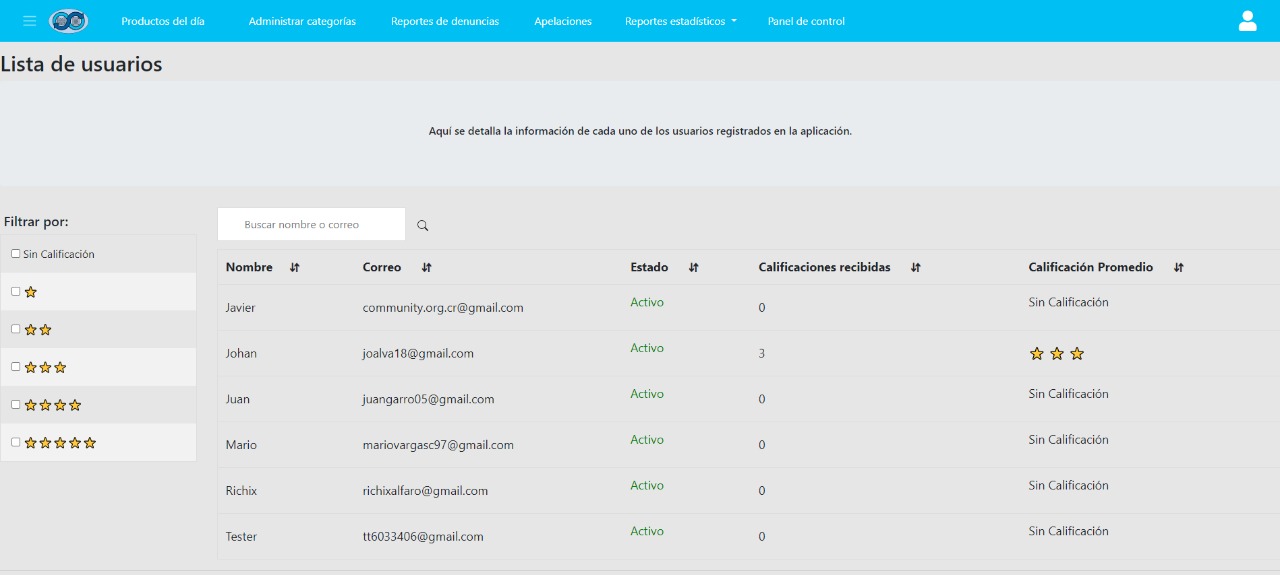 Productos del día Administrar categorías Reportes de denuncias Apelaciones Reportes estadísticos Panel de control
Lista de usuarios
Aquí se detalla la información de cada uno de los usuarios registrados en la aplicación.
Filtrar por:
Sin Calificación
Buscar nombre o correo
Nombre Correo Estado Calificaciones recibidas Calificación Promedio
Javier community.org.cr@gmail.com Activo 0 Sin Calificación
Johan joalva18@gmail.com Activo 3
Juan juangarro05@gmail.com Activo 0 Sin Calificación
Mario mariovargasc97@gmail.com Activo 0 Sin Calificación
Richix richixalfaro@gmail.com Activo 0 Sin Calificación
Tester tt6033406@gmail.com Activo 0 Sin Calificación